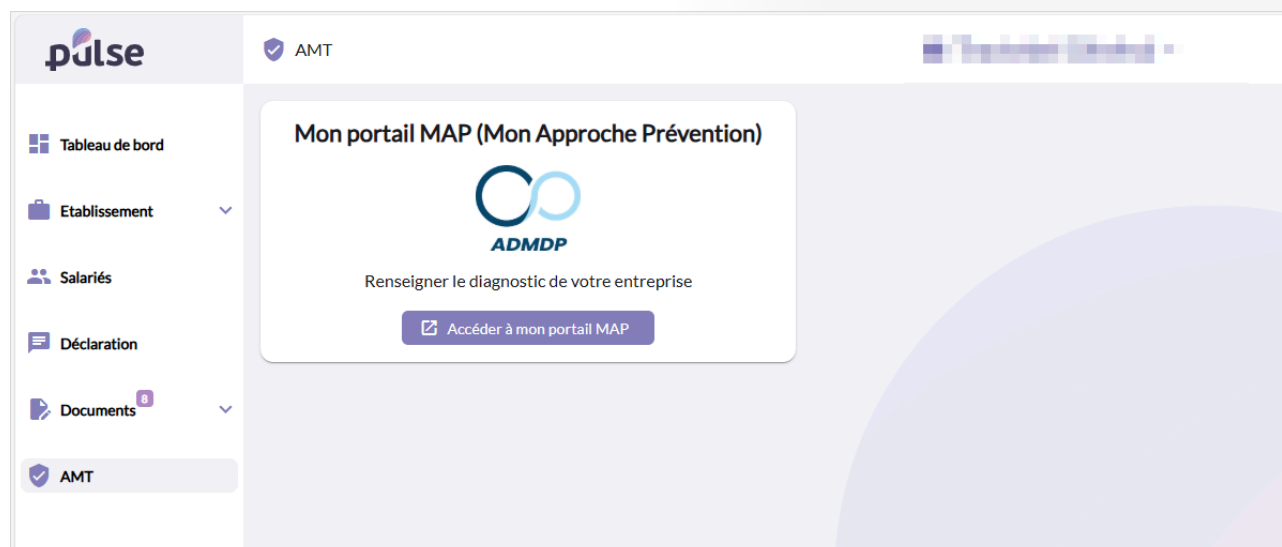 pulse
AMT
Mon portail MAP (Mon Approche Prévention)
ADMDP
Renseigner le diagnostic de votre entreprise
Accéder à mon portail MAP
Tableau de bord
Etablissement
Salariés
Déclaration
Documents 8
AMT